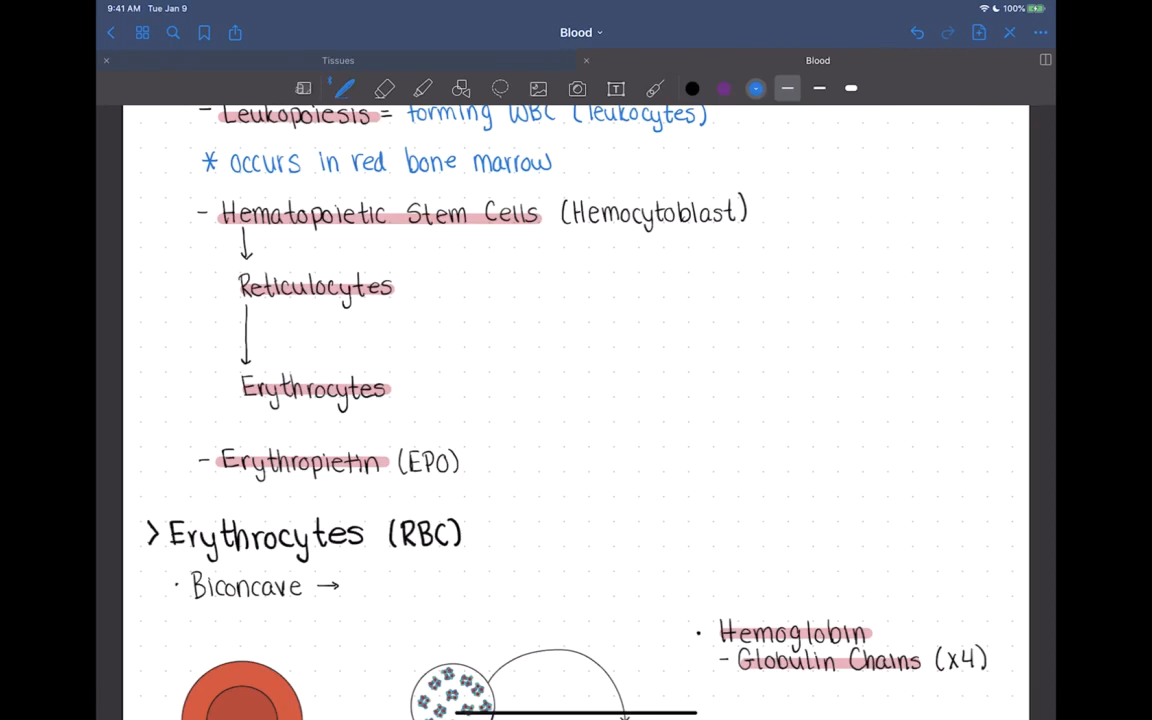 9:41 AM Tue Jan 9
100%
Blood
Tissues
Blood
- Leukopoiesis = forming WBC (leukocytes)
* occurs in red bone marrow
- Hematopoietic Stem Cells (Hemocytoblast)
Reticulocytes
Erythrocytes
- Erythropietin (EPO)
> Erythrocytes (RBC)
· Biconcave →
· Hemoglobin
- Globulin Chains (x4)